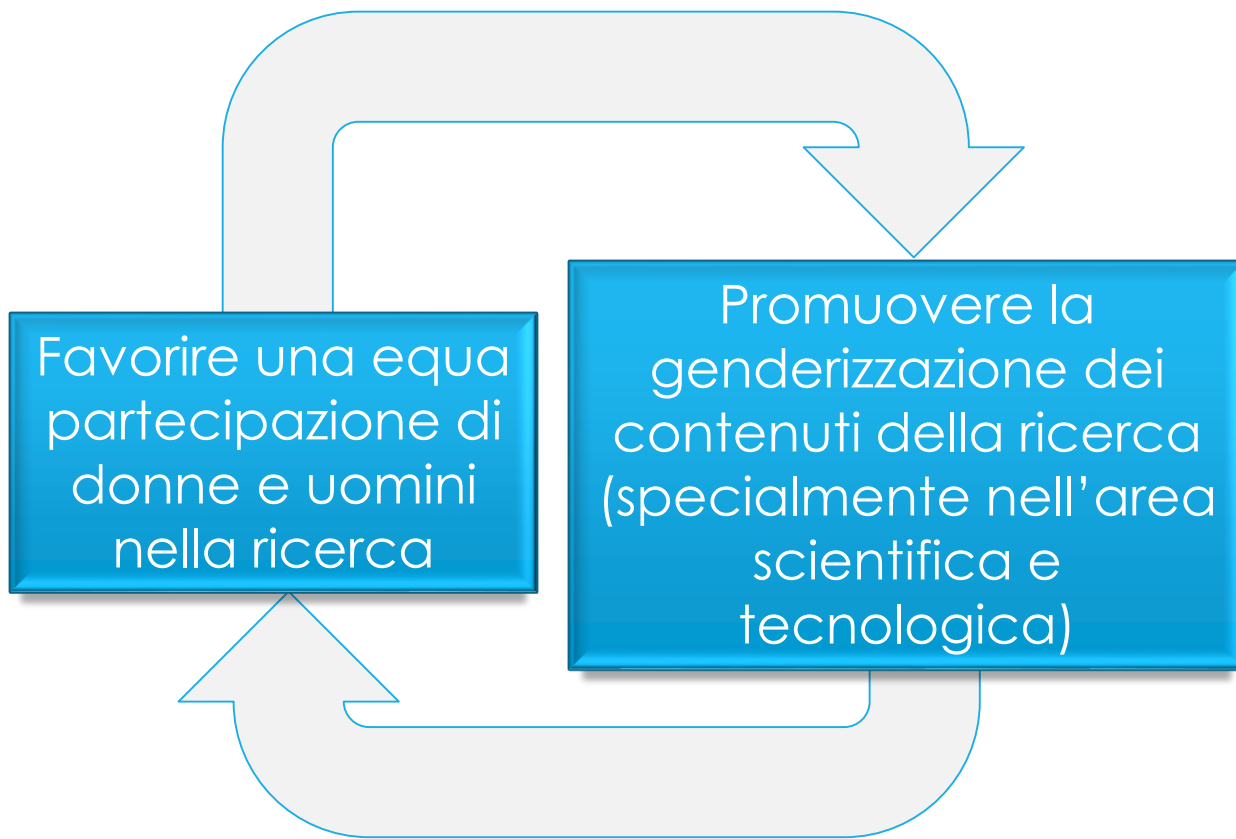 Favorire una equa
partecipazione di
donne e uomini
nella ricerca
Promuovere la
genderizzazione dei
contenuti della ricerca
(specialmente nell’area
scientifica e
tecnologica)